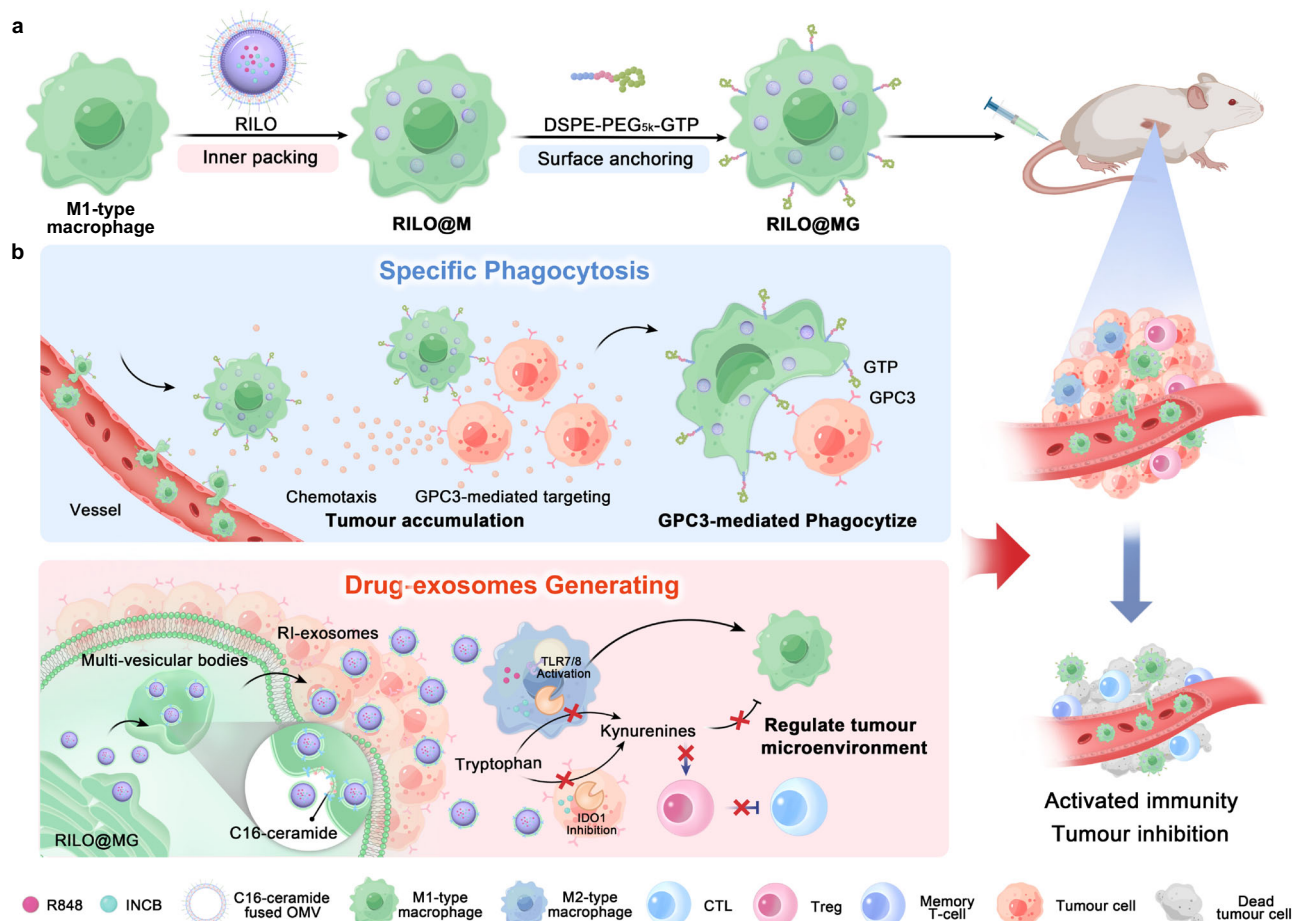 a
RILO
Inner packing
DSPE-PEG5k-GTP
Surface anchoring
M1-type
macrophage
RILO@M
RILO@MG
b
Specific Phagocytosis
GTP
GPC3
Vessel
Chemotaxis
GPC3-mediated targeting
Tumour accumulation
GPC3-mediated Phagocytize
Drug-exosomes Generating
RI-exosomes
Multi-vesicular bodies
TLR7/8
Activation
Kynurenines
Tryptophan
Regulate tumour
microenvironment
IDO1
Inhibition
C16-ceramide
RILO@MG
Activated immunity
Tumour inhibition
R848
INCB
C16-ceramide
fused OMV
M1-type
macrophage
M2-type
macrophage
CTL
Treg
Memory
T-cell
Tumour cell
Dead
tumour cell